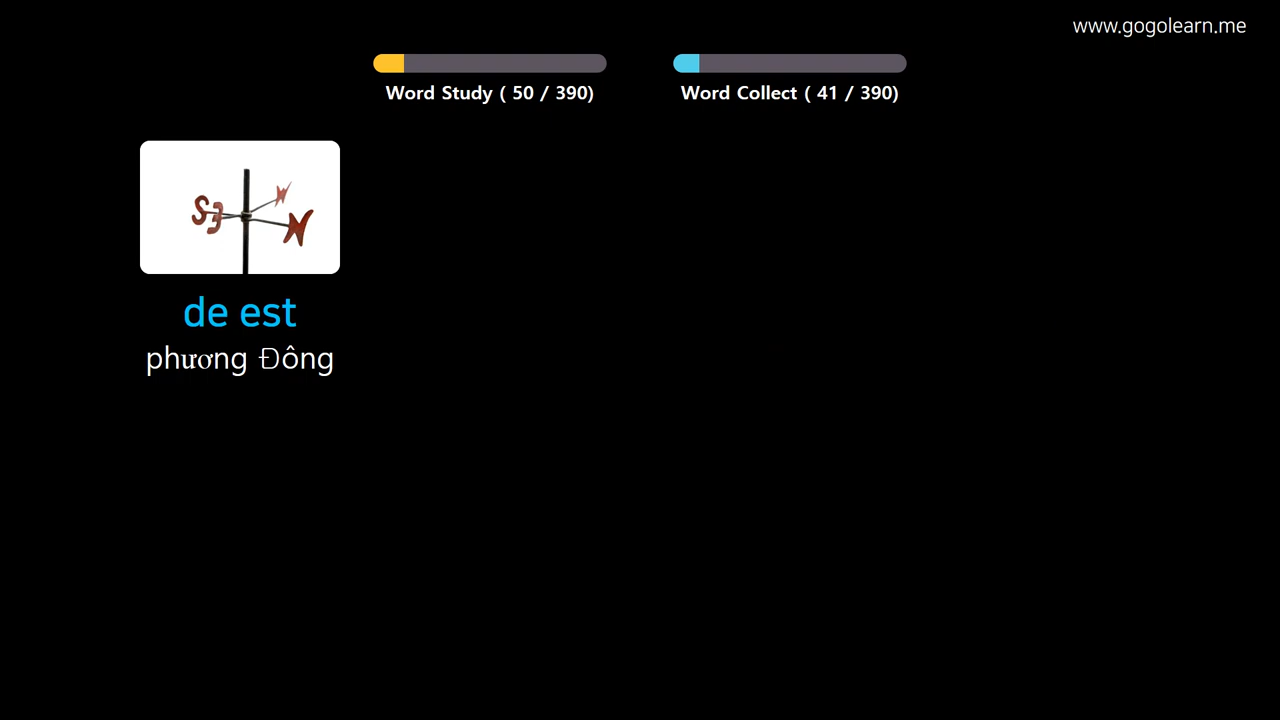 www.gogolearn.me
Word Study ( 50 / 390)
Word Collect ( 41 / 390)
N
S E
N
de est
phương Đông